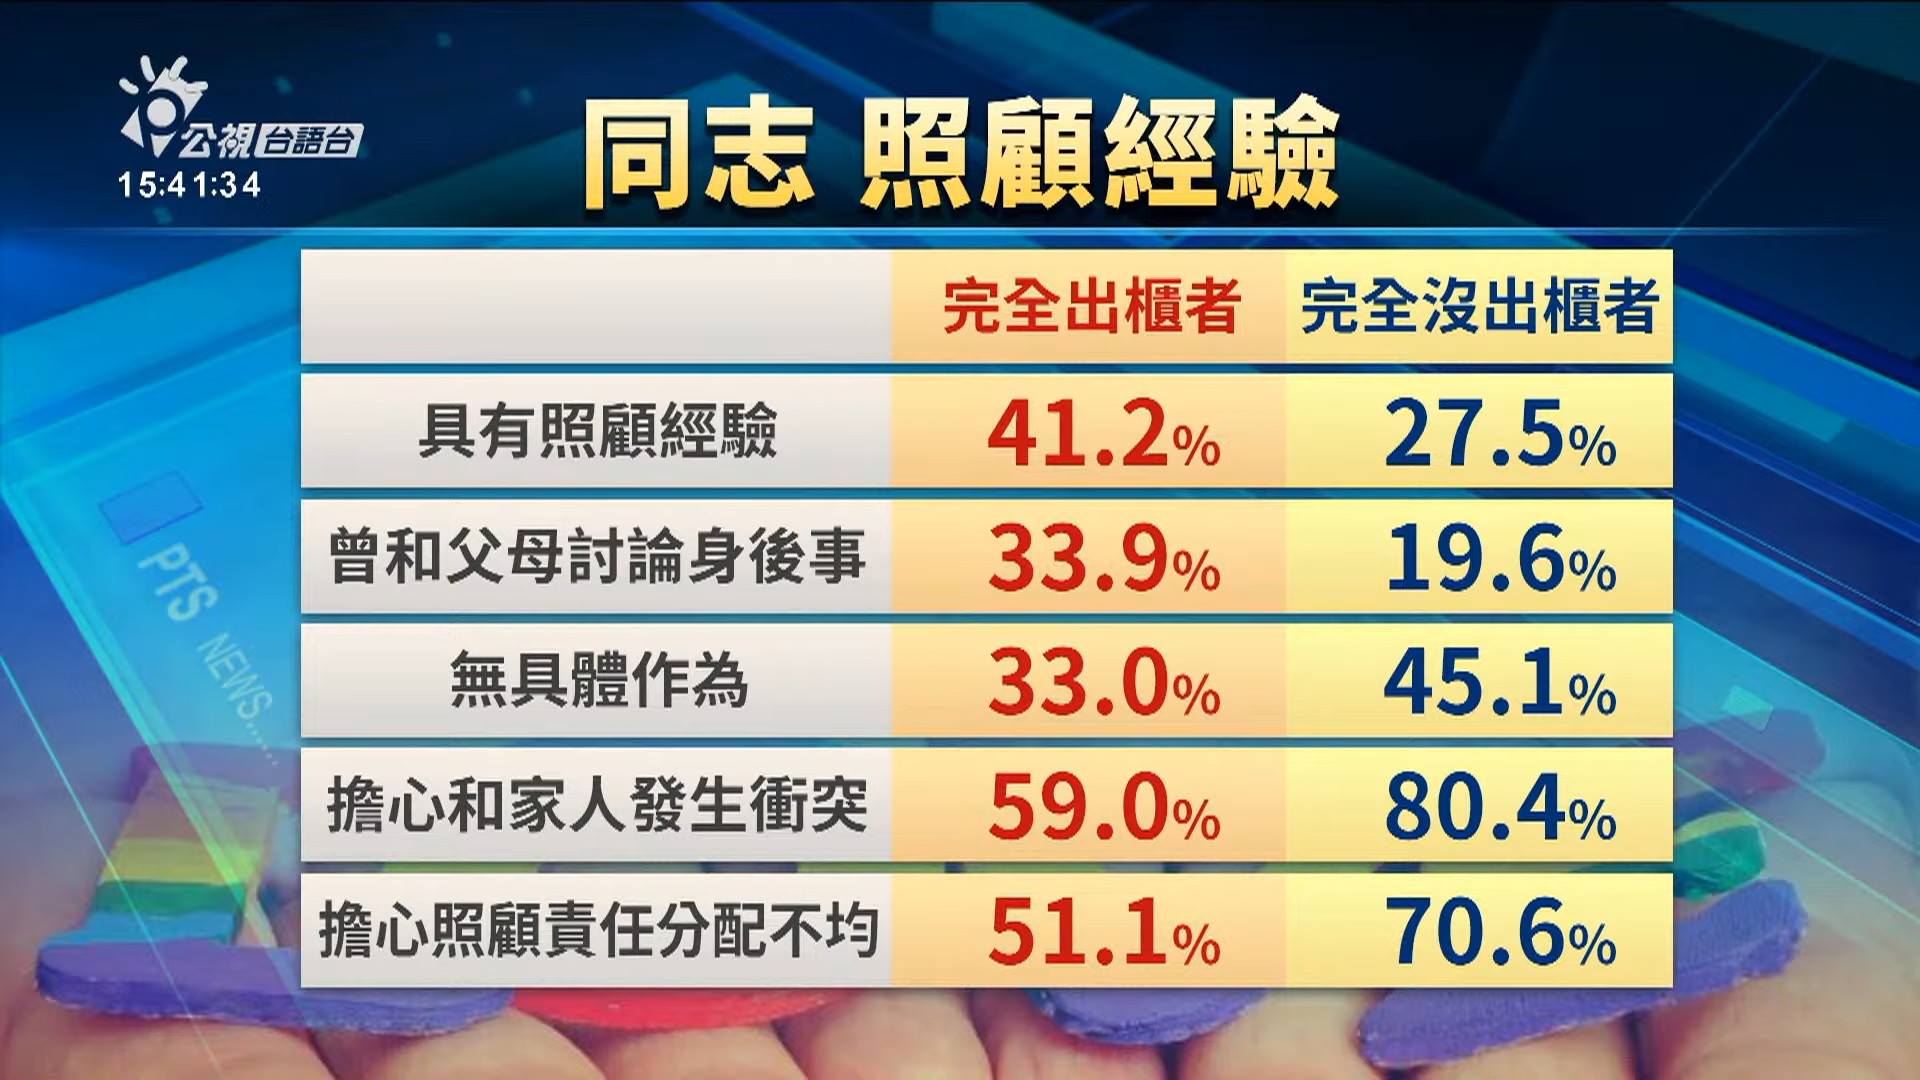 公視台語台
15:41:34
同志 照顧經驗
完全出櫃者 完全沒出櫃者
具有照顧經驗 41.2% 27.5%
曾和父母討論身後事 33.9% 19.6%
無具體作為 33.0% 45.1%
擔心和家人發生衝突 59.0% 80.4%
擔心照顧責任分配不均 51.1% 70.6%
PTS NEWS......